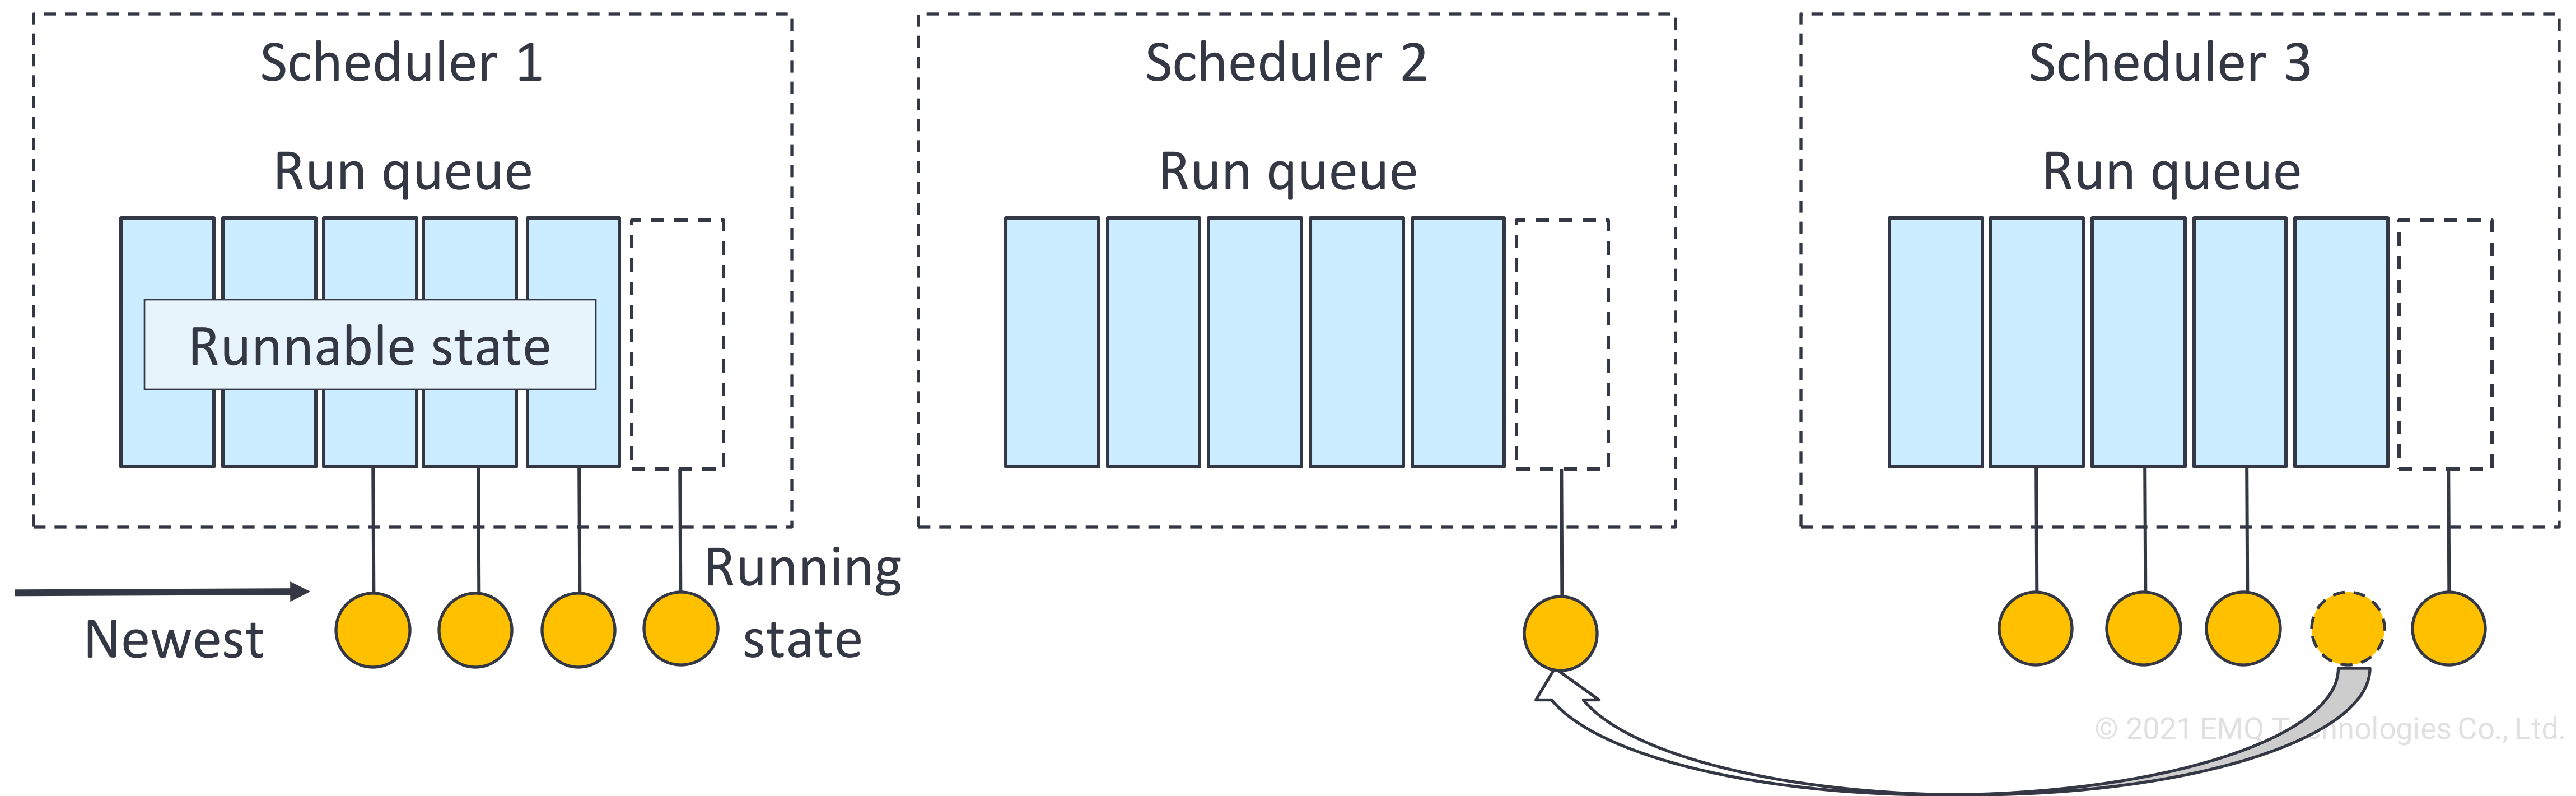 Scheduler 1
Run queue
Runnable state
Running
state
Newest
Scheduler 2
Run queue
Scheduler 3
Run queue
© 2021 EMQ Technologies Co., Ltd.